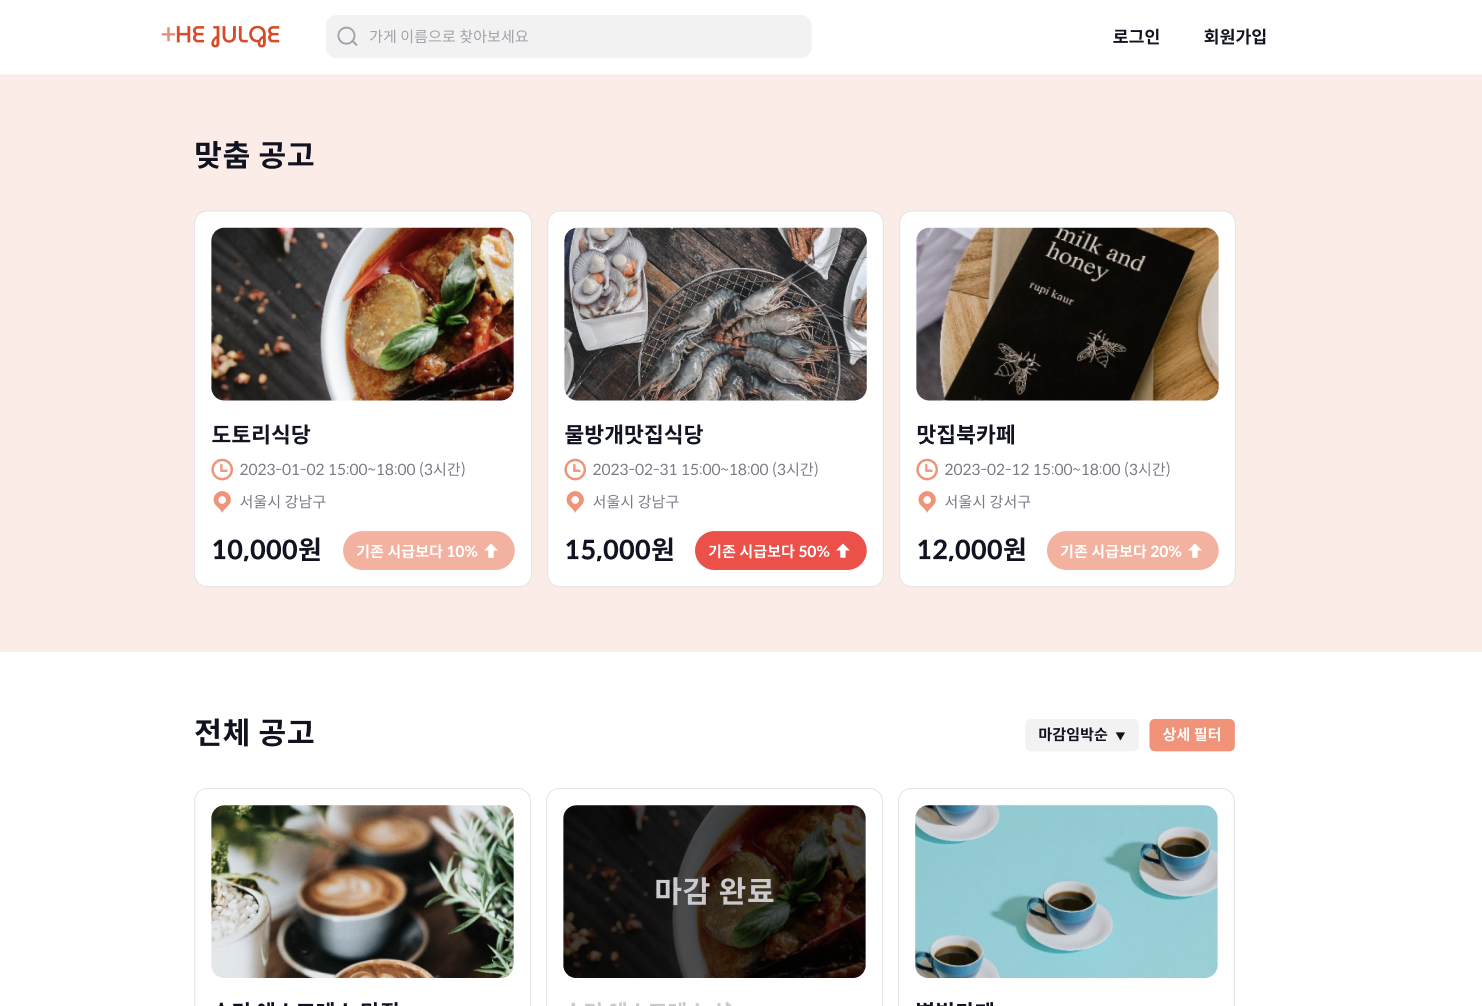 THE JULGE
가게 이름으로 찾아보세요
로그인
회원가입
맞춤 공고
milk and
honey
rupi kaur
도토리식당
2023-01-02 15:00~18:00 (3시간)
서울시 강남구
10,000원
기존 시급보다 10%
물방개맛집식당
2023-02-31 15:00~18:00 (3시간)
서울시 강남구
15,000원
기존 시급보다 50%
맛집북카페
2023-02-12 15:00~18:00 (3시간)
서울시 강서구
12,000원
기존 시급보다 20%
전체 공고
마감임박순 ▼
상세 필터
마감 완료